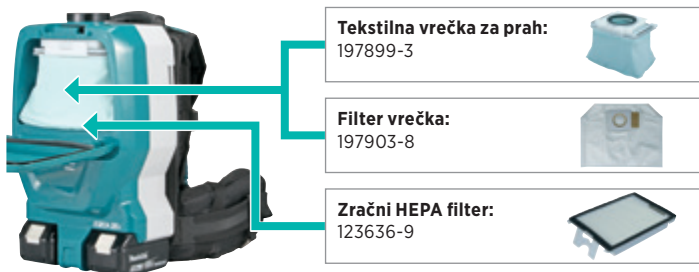 Tekstilna vrečka za prah:
197899-3
Filter vrečka:
197903-8
Zračni HEPA filter:
123636-9